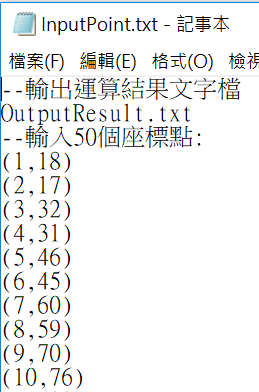 InputPoint.txt - 記事本
檔案(F) 編輯(E) 格式(O) 檢視
--輸出運算結果文字檔
OutputResult.txt
--輸入50個座標點:
(1,18)
(2,17)
(3,32)
(4,31)
(5,46)
(6,45)
(7,60)
(8,59)
(9,70)
(10,76)